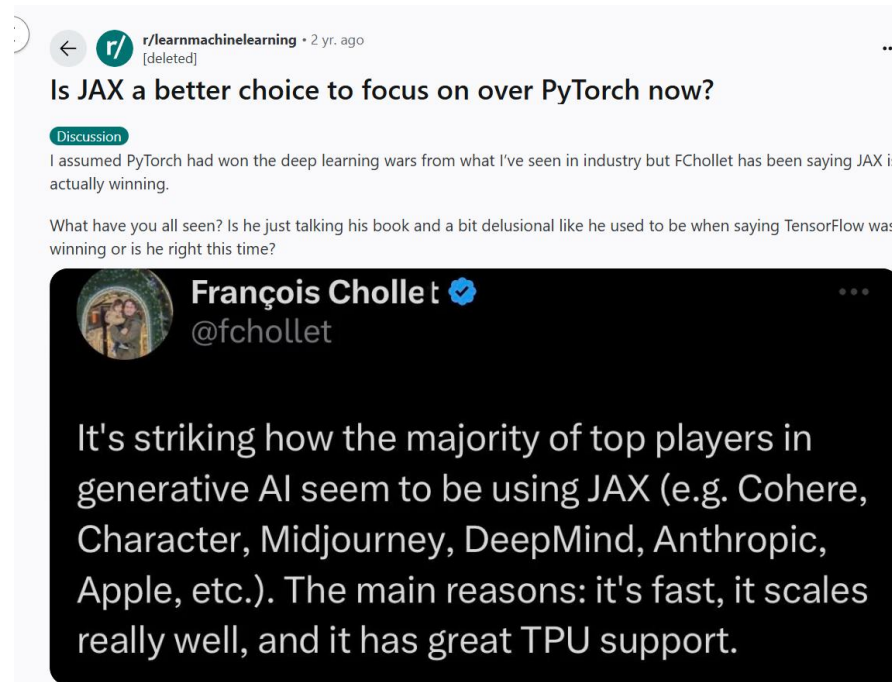 r/learnmachinelearning • 2 yr. ago
[deleted]
Is JAX a better choice to focus on over PyTorch now?
Discussion
I assumed PyTorch had won the deep learning wars from what I've seen in industry but FChollet has been saying JAX is
actually winning.
What have you all seen? Is he just talking his book and a bit delusional like he used to be when saying TensorFlow was
winning or is he right this time?
François Chollet
@fchollet
It's striking how the majority of top players in
generative AI seem to be using JAX (e.g. Cohere,
Character, Midjourney, DeepMind, Anthropic,
Apple, etc.). The main reasons: it's fast, it scales
really well, and it has great TPU support.